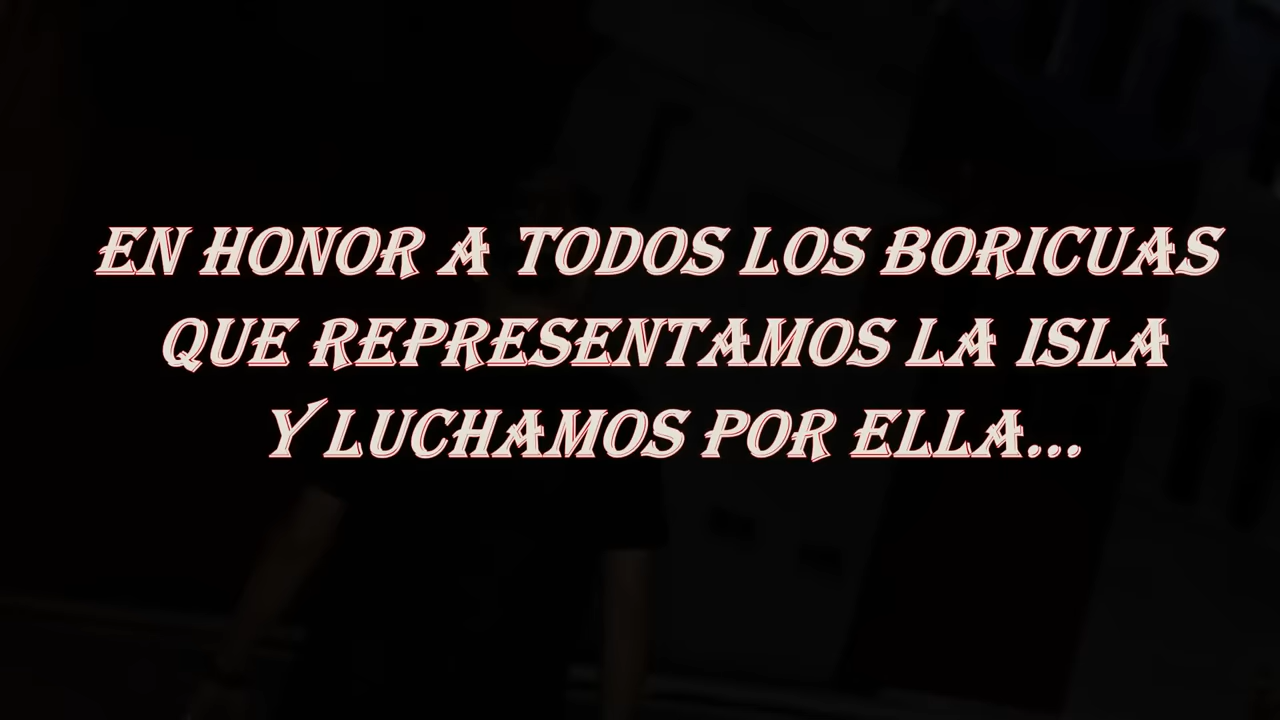 EN HONOR A TODOS LOS BORICUAS
QUE REPRESENTAMOS LA ISLA
Y LUCHAMOS POR ELLA...